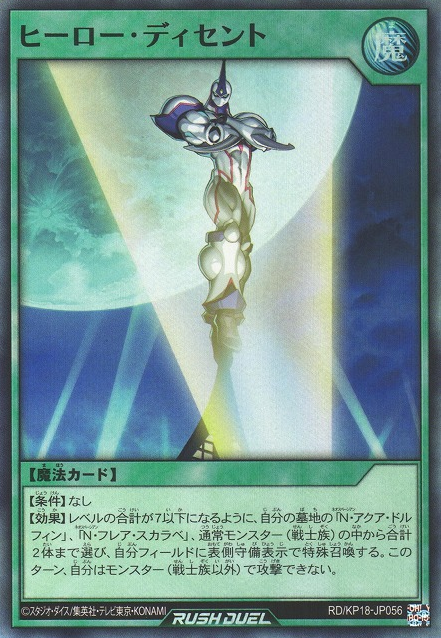 ヒーロー・ディセント
魔
【魔法カード】
【条件】なし
【効果】レベルの合計が7以下になるように、自分の墓地の「N・アクア・ドル
フィン」、「N・フレア・スカラベ」、通常モンスター（戦士族）の中から合計
2体まで選び、自分フィールドに表側守備表示で特殊召喚する。この
ターン、自分はモンスター（戦士族以外）で攻撃できない。
©スタジオ・ダイス/集英社・テレビ東京・KONAMI
RUSH DUEL
RD/KP18-JP056